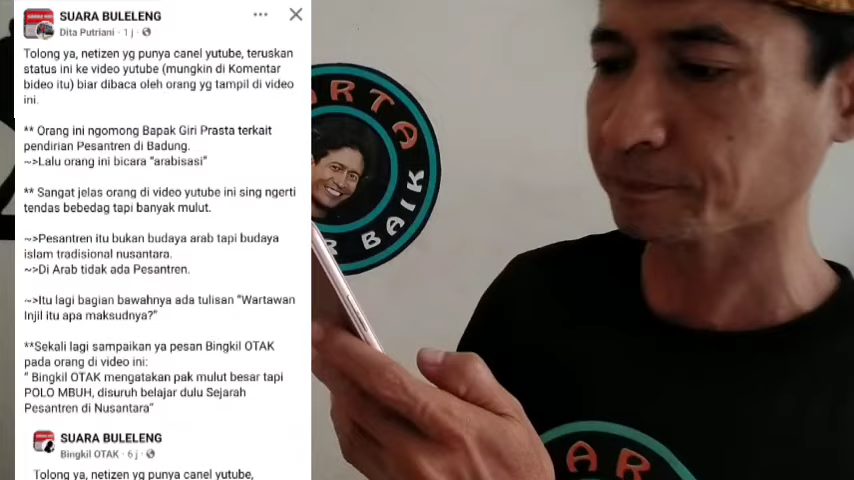 SUARA BULELENG
Dita Putriani · 1 j ·
Tolong ya, netizen yg punya canel yutube, teruskan
status ini ke video yutube (mungkin di Komentar
bideo itu) biar dibaca oleh orang yg tampil di video
ini.
** Orang ini ngomong Bapak Giri Prasta terkait
pendirian Pesantren di Badung.
~>Lalu orang ini bicara "arabisasi"
** Sangat jelas orang di video yutube ini sing ngerti
tendas bebedag tapi banyak mulut.
~>Pesantren itu bukan budaya arab tapi budaya
islam tradisional nusantara.
~>Di Arab tidak ada Pesantren.
~>Itu lagi bagian bawahnya ada tulisan "Wartawan
Injil itu apa maksudnya?"
**Sekali lagi sampaikan ya pesan Bingkil OTAK
pada orang di video ini:
" Bingkil OTAK mengatakan pak mulut besar tapi
POLO MBUH, disuruh belajar dulu Sejarah
Pesantren di Nusantara"
SUARA BULELENG
Bingkil OTAK · 6 j ·
Tolong ya, netizen yg punya canel yutube,
ARTA
AR BAIK
AR